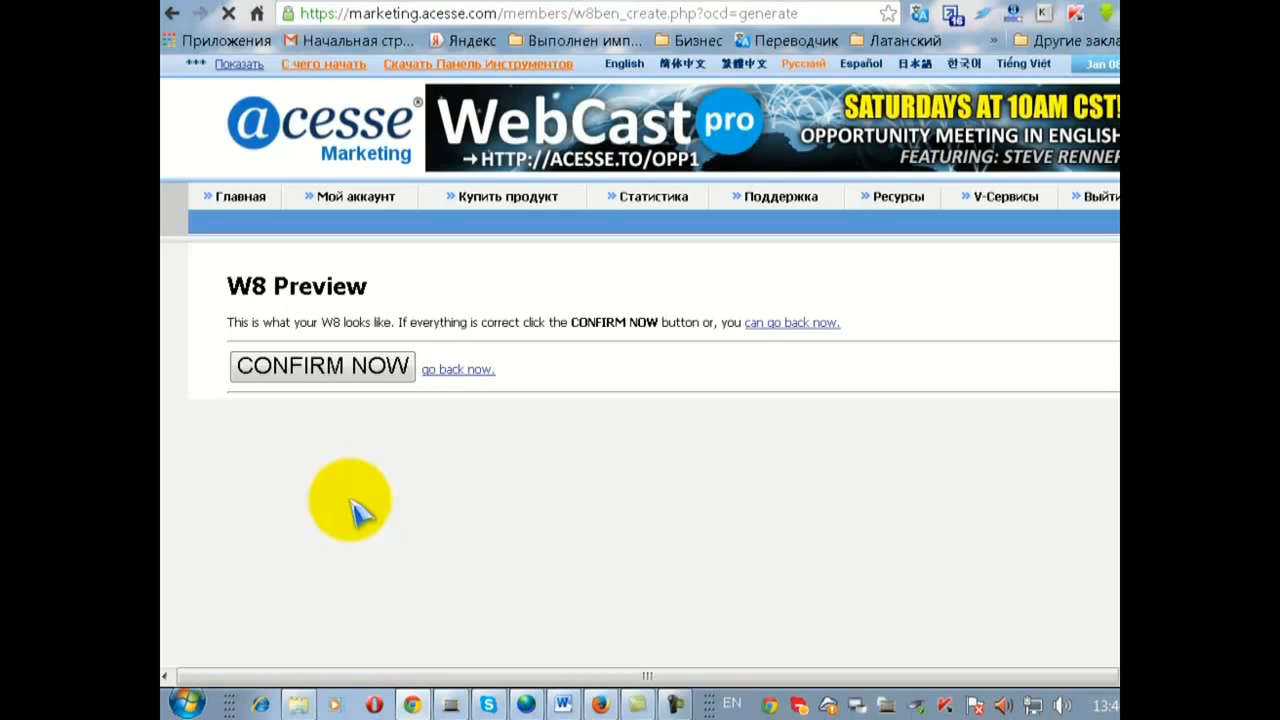 https://marketing.acesse.com/members/w8ben_create.php?ocd=generate
Приложения Начальная стр... Яндекс Выполнен имп... Бизнес Переводчик Латанский » Другие закла
*** Показать С чего начать Скачать Панель Инструментов English 简体中文 繁體中文 Русский Español 日本語 한국어 Tiếng Việt Jan 08
acesse® Marketing
WebCast pro
→HTTP://ACESSE.TO/OPP1
SATURDAYS AT 10AM CST!
OPPORTUNITY MEETING IN ENGLISH
FEATURING: STEVE RENNER
» Главная » Мой аккаунт » Купить продукт » Статистика » Поддержка » Ресурсы » V-Сервисы » Выйти
W8 Preview
This is what your W8 looks like. If everything is correct click the CONFIRM NOW button or, you can go back now.
CONFIRM NOW go back now.
EN 13:4